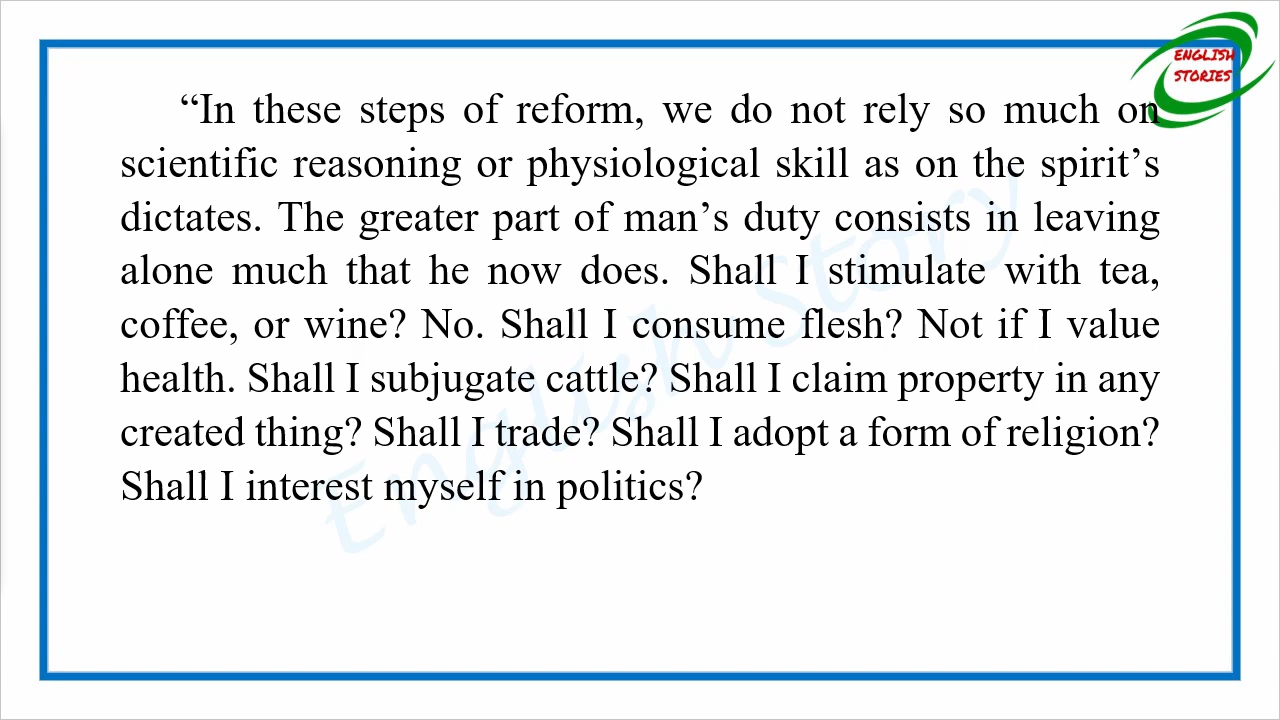 ENGLISH
STORIES
“In these steps of reform, we do not rely so much on
scientific reasoning or physiological skill as on the spirit’s
dictates. The greater part of man’s duty consists in leaving
alone much that he now does. Shall I stimulate with tea,
coffee, or wine? No. Shall I consume flesh? Not if I value
health. Shall I subjugate cattle? Shall I claim property in any
created thing? Shall I trade? Shall I adopt a form of religion?
Shall I interest myself in politics?
English Story